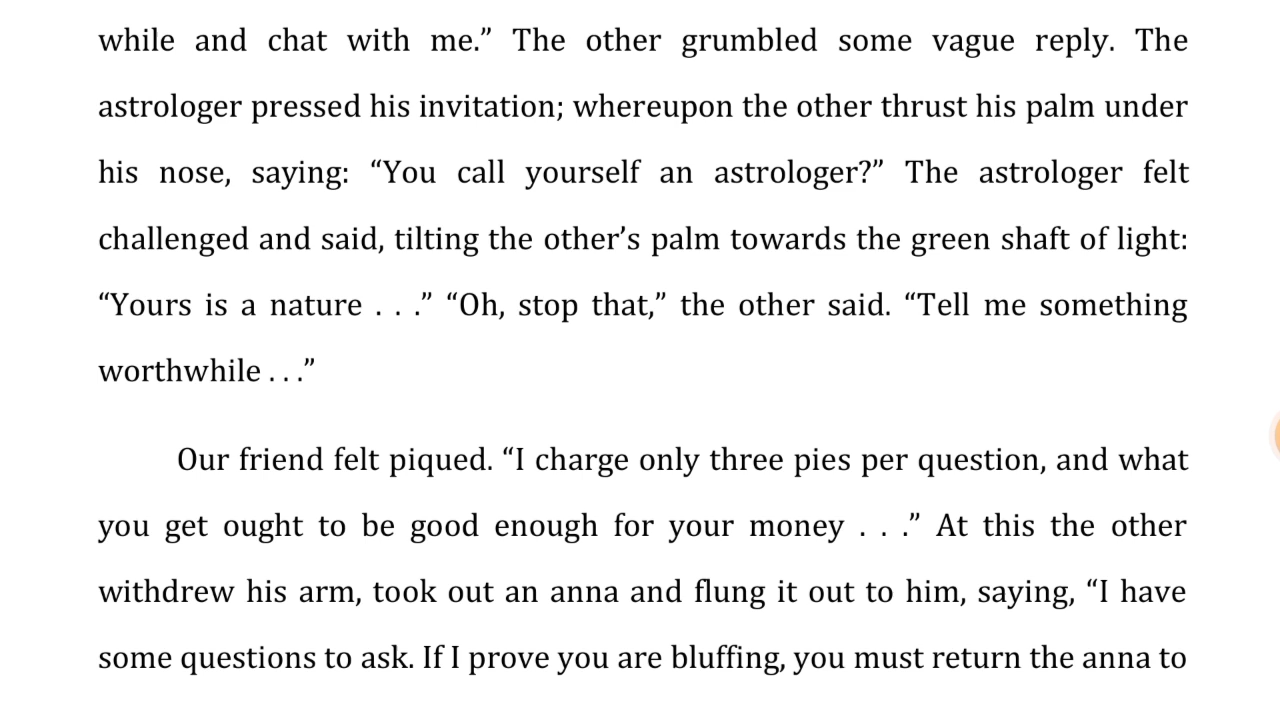 while and chat with me.” The other grumbled some vague reply. The
astrologer pressed his invitation; whereupon the other thrust his palm under
his nose, saying: “You call yourself an astrologer?” The astrologer felt
challenged and said, tilting the other’s palm towards the green shaft of light:
“Yours is a nature . . .” “Oh, stop that,” the other said. “Tell me something
worthwhile . . .”
Our friend felt piqued. “I charge only three pies per question, and what
you get ought to be good enough for your money . . .” At this the other
withdrew his arm, took out an anna and flung it out to him, saying, “I have
some questions to ask. If I prove you are bluffing, you must return the anna to